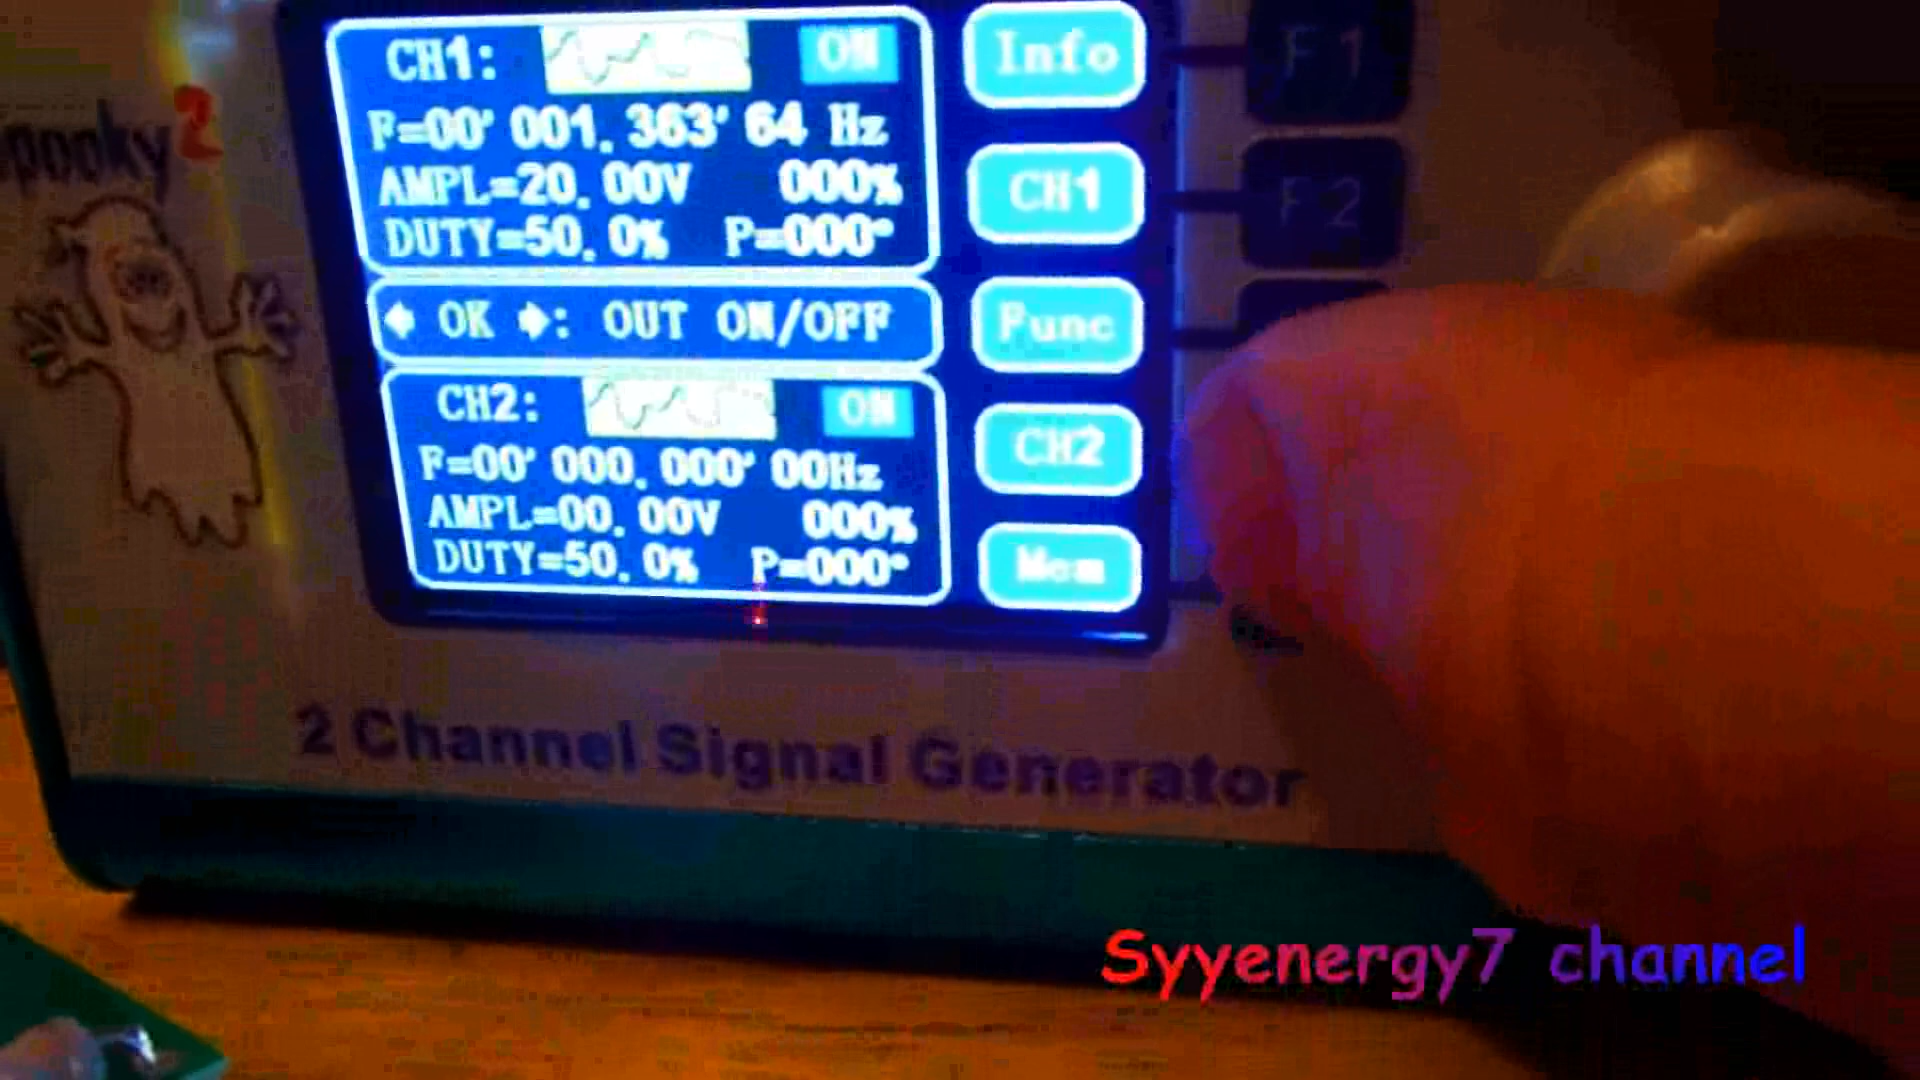 pooky2
CH1: ON
F=00' 001.363' 64 Hz
AMPL=20.00V 000%
DUTY=50.0% P=000°
OK : OUT ON/OFF
CH2: ON
F=00' 000.000' 00Hz
AMPL=00.00V 000%
DUTY=50.0% P=000°
Info
CH1
Func
CH2
Mem
F1
F2
2 Channel Signal Generator
Syyenergy7 channel